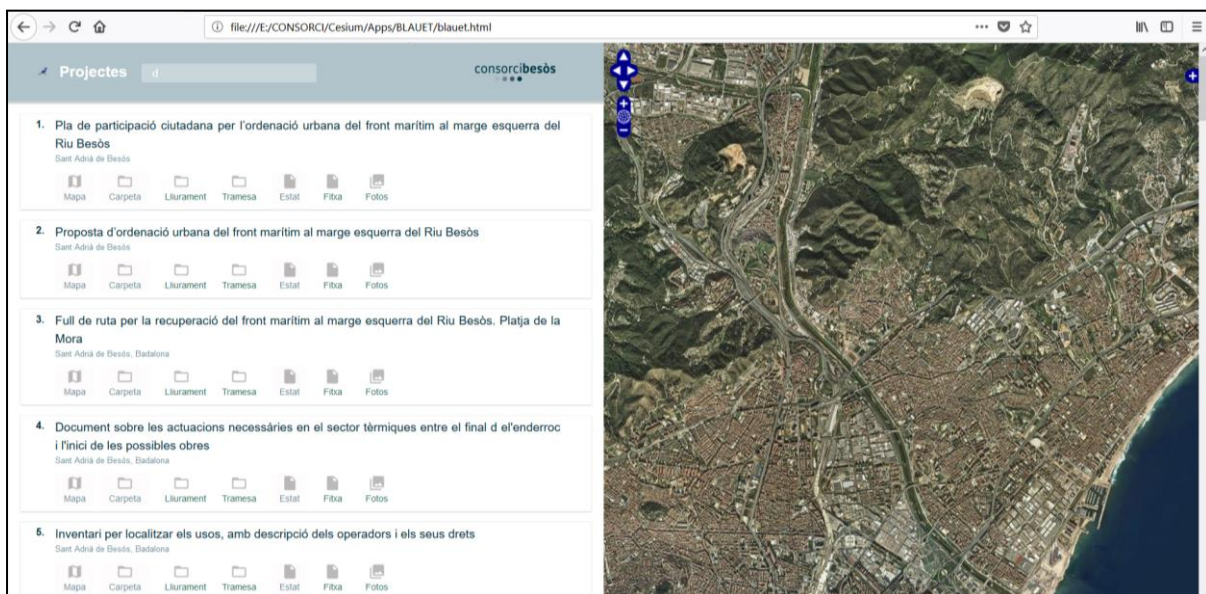 file:///E:/CONSORCI/Cesium/Apps/BLAUET/blauet.html
Projectes d consorcibesòs
1. Pla de participació ciutadana per l'ordenació urbana del front marítim al marge esquerra del
Riu Besòs
Sant Adrià de Besòs
Mapa Carpeta Lliurament Tramesa Estat Fitxa Fotos
2. Proposta d'ordenació urbana del front marítim al marge esquerra del Riu Besòs
Sant Adrià de Besòs
Mapa Carpeta Lliurament Tramesa Estat Fitxa Fotos
3. Full de ruta per la recuperació del front marítim al marge esquerra del Riu Besòs. Platja de la
Mora
Sant Adrià de Besòs, Badalona
Mapa Carpeta Lliurament Tramesa Estat Fitxa Fotos
4. Document sobre les actuacions necessàries en el sector tèrmiques entre el final d el'enderroc
i l'inici de les possibles obres
Sant Adrià de Besòs, Badalona
Mapa Carpeta Lliurament Tramesa Estat Fitxa Fotos
5. Inventari per localitzar els usos, amb descripció dels operadors i els seus drets
Sant Adrià de Besòs, Badalona
Mapa Carpeta Lliurament Tramesa Estat Fitxa Fotos